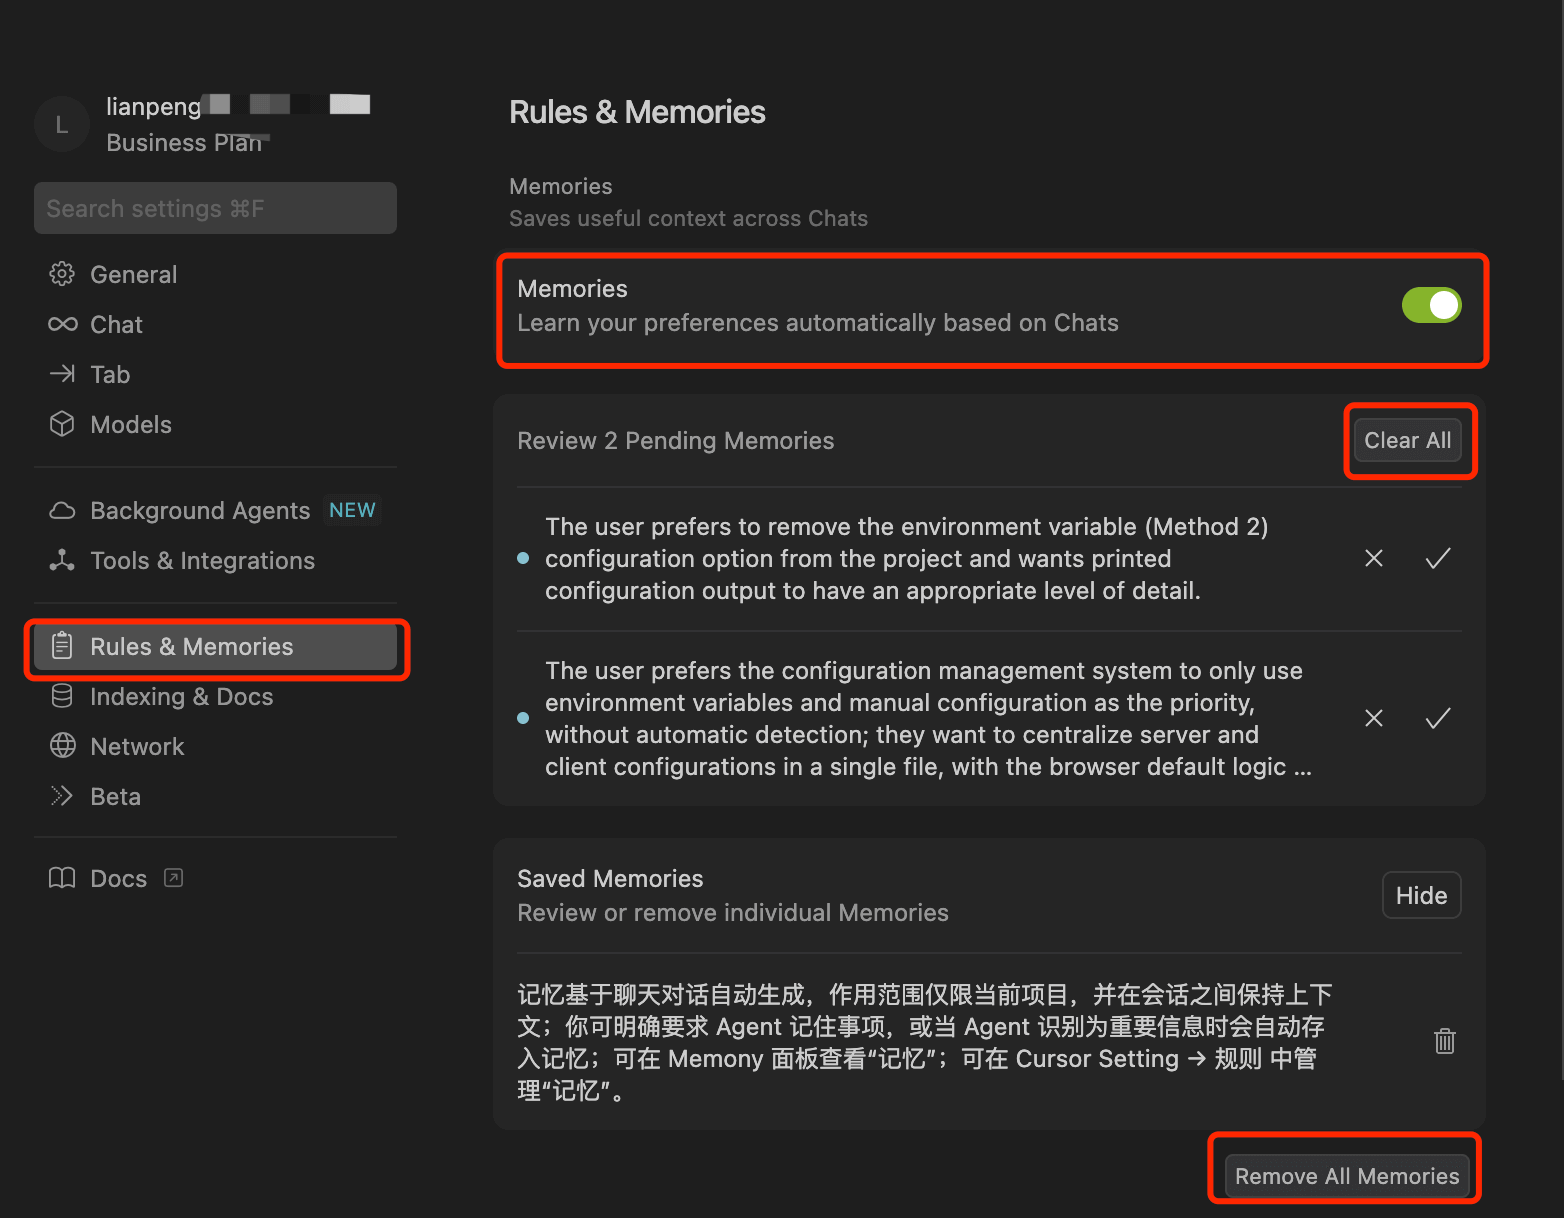 lianpeng
Business Plan
L
Search settings ⌘F
General
Chat
Tab
Models
Background Agents NEW
Tools & Integrations
Rules & Memories
Indexing & Docs
Network
Beta
Docs
Rules & Memories
Memories
Saves useful context across Chats
Memories
Learn your preferences automatically based on Chats
Review 2 Pending Memories
Clear All
The user prefers to remove the environment variable (Method 2)
configuration option from the project and wants printed
configuration output to have an appropriate level of detail.
The user prefers the configuration management system to only use
environment variables and manual configuration as the priority,
without automatic detection; they want to centralize server and
client configurations in a single file, with the browser default logic ...
Saved Memories
Review or remove individual Memories
Hide
记忆基于聊天对话自动生成，作用范围仅限当前项目，并在会话之间保持上下
文；你可明确要求 Agent 记住事项，或当 Agent 识别为重要信息时会自动存
入记忆；可在 Memony 面板查看“记忆”；可在 Cursor Setting → 规则 中管
理“记忆”。
Remove All Memories